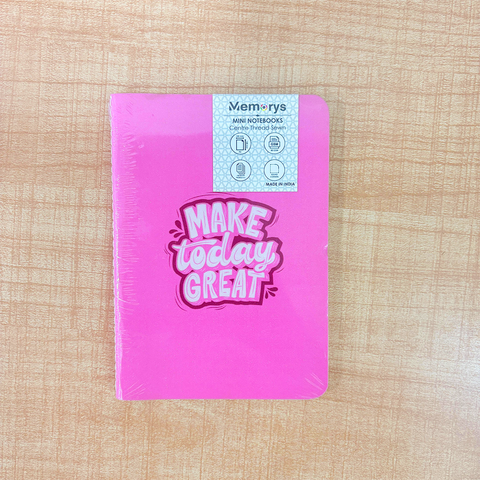 Memorys
MINI NOTEBOOKS
Centre Thread Sewn
MADE IN INDIA
MAKE
today
GREAT